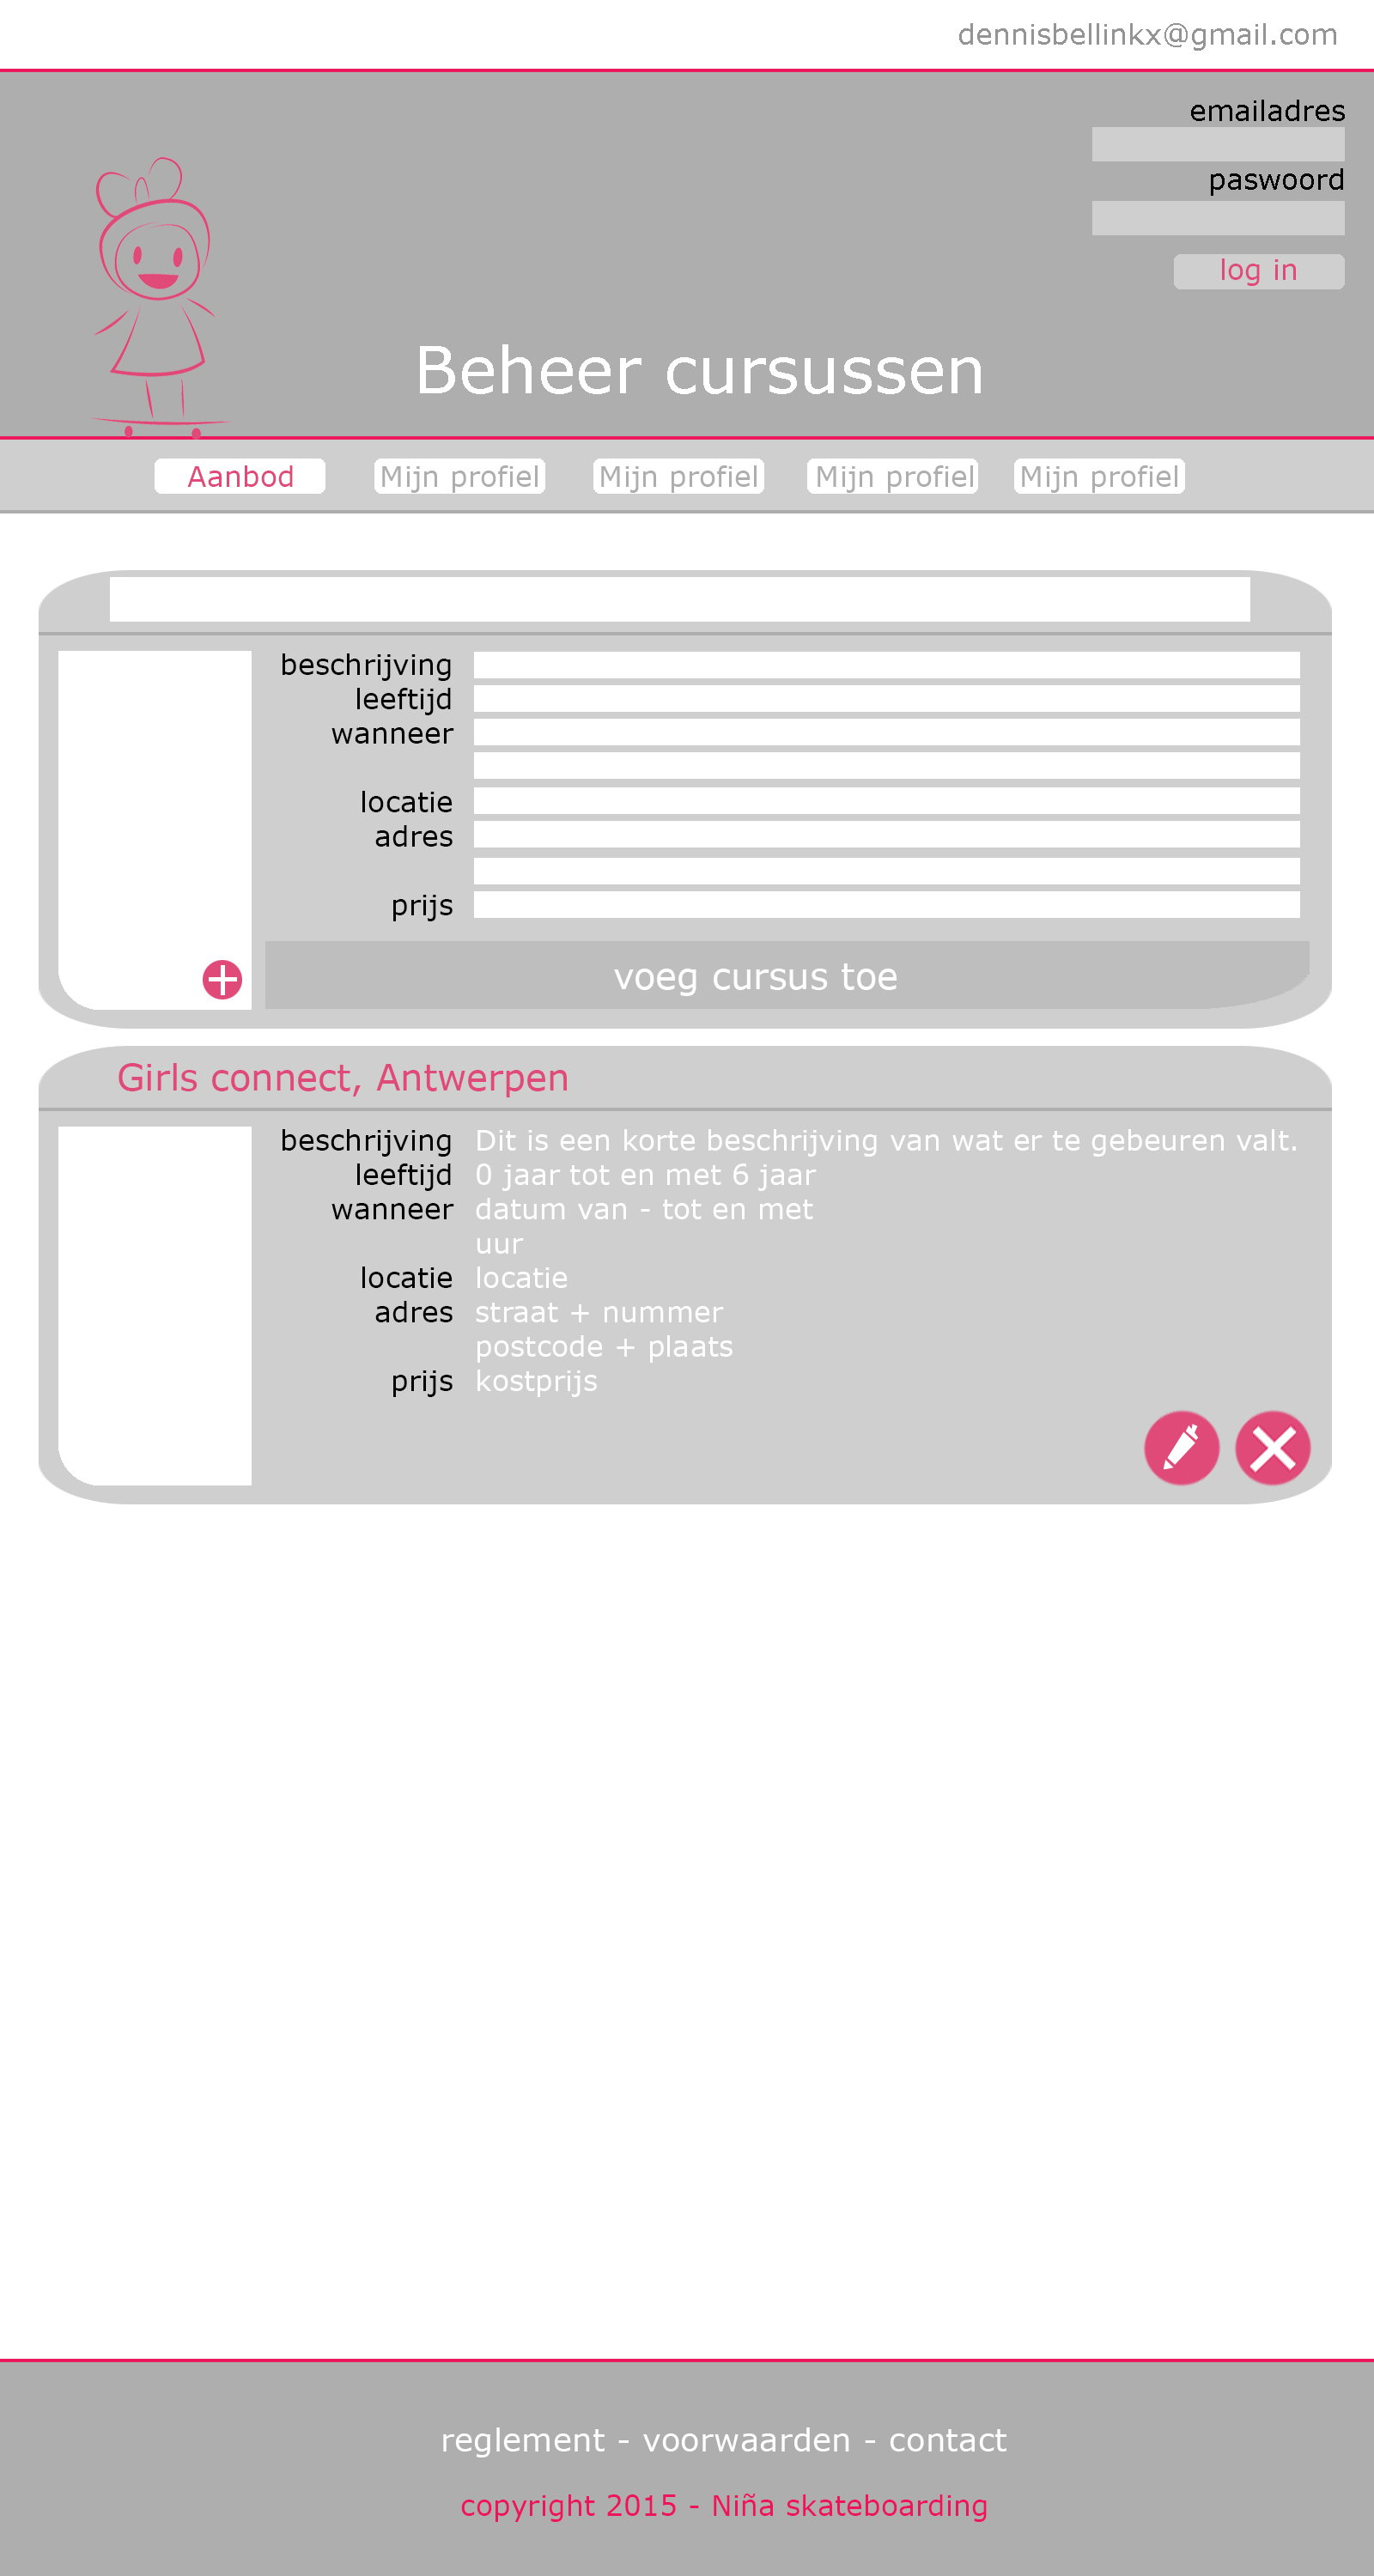 dennisbellinkx@gmail.com
emailadres
paswoord
log in
Beheer cursussen
Aanbod Mijn profiel Mijn profiel Mijn profiel Mijn profiel
beschrijving
leeftijd
wanneer
locatie
adres
prijs
voeg cursus toe
Girls connect, Antwerpen
beschrijving Dit is een korte beschrijving van wat er te gebeuren valt.
leeftijd 0 jaar tot en met 6 jaar
wanneer datum van - tot en met
uur
locatie locatie
adres straat + nummer
postcode + plaats
prijs kostprijs
reglement - voorwaarden - contact
copyright 2015 - Niña skateboarding